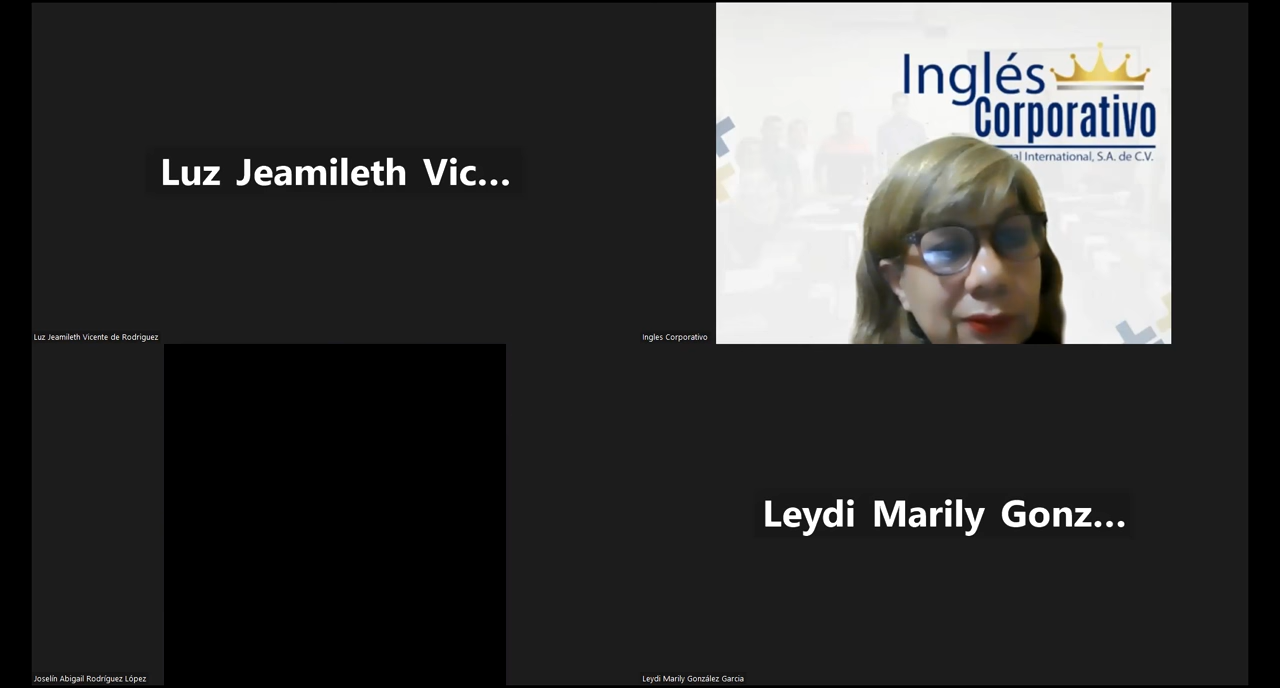 Luz Jeamileth Vic...
Luz Jeamileth Vicente de Rodriguez
Inglés
Corporativo
International, S.A. de C.V.
Ingles Corporativo
Joselín Abigail Rodríguez López
Leydi Marily Gonz...
Leydi Marily González Garcia